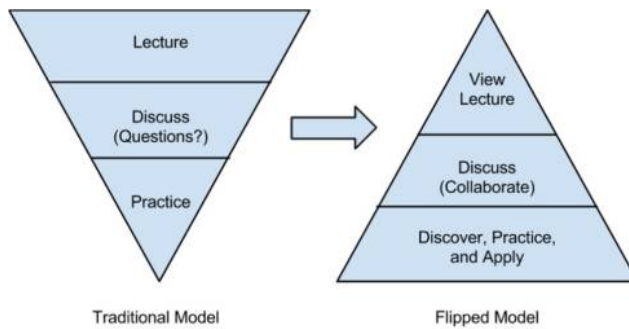 Lecture
Discuss
(Questions?)
Practice
Traditional Model
View
Lecture
Discuss
(Collaborate)
Discover, Practice,
and Apply
Flipped Model